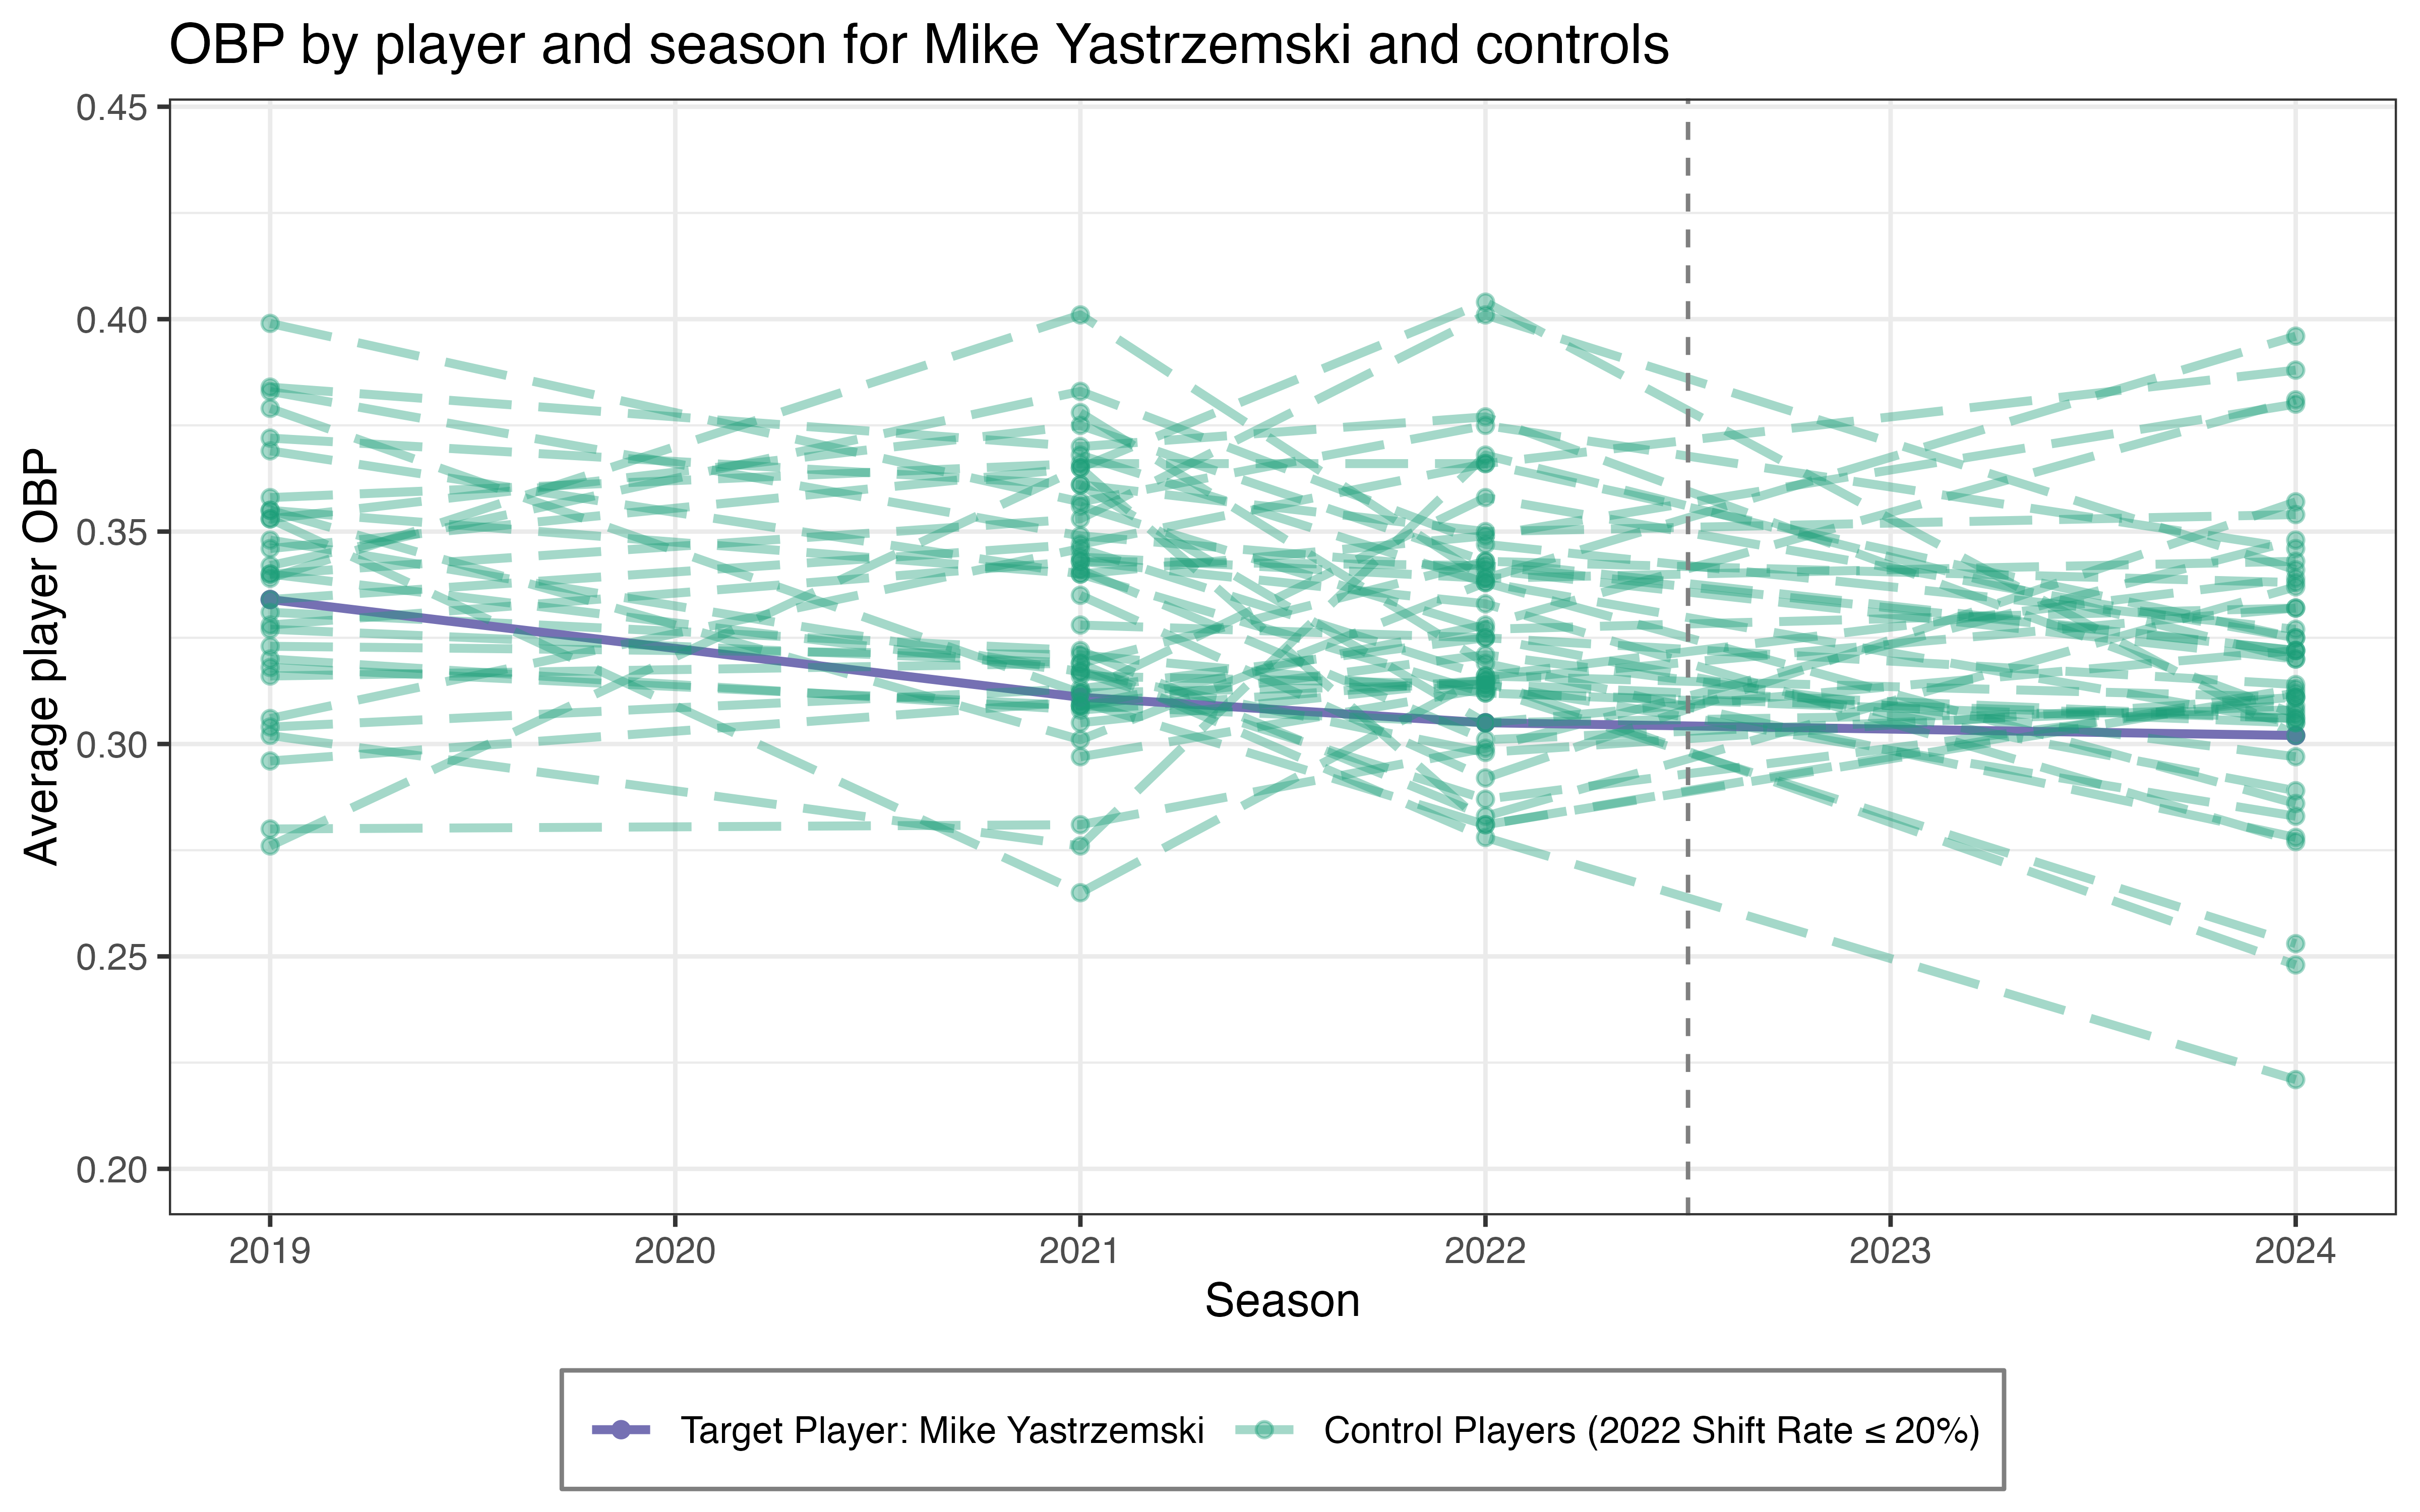 OBP by player and season for Mike Yastrzemski and controls
Average player OBP
0.45
0.40
0.35
0.30
0.25
0.20
2019 2020 2021 2022 2023 2024
Season
Target Player: Mike Yastrzemski Control Players (2022 Shift Rate ≤ 20%)